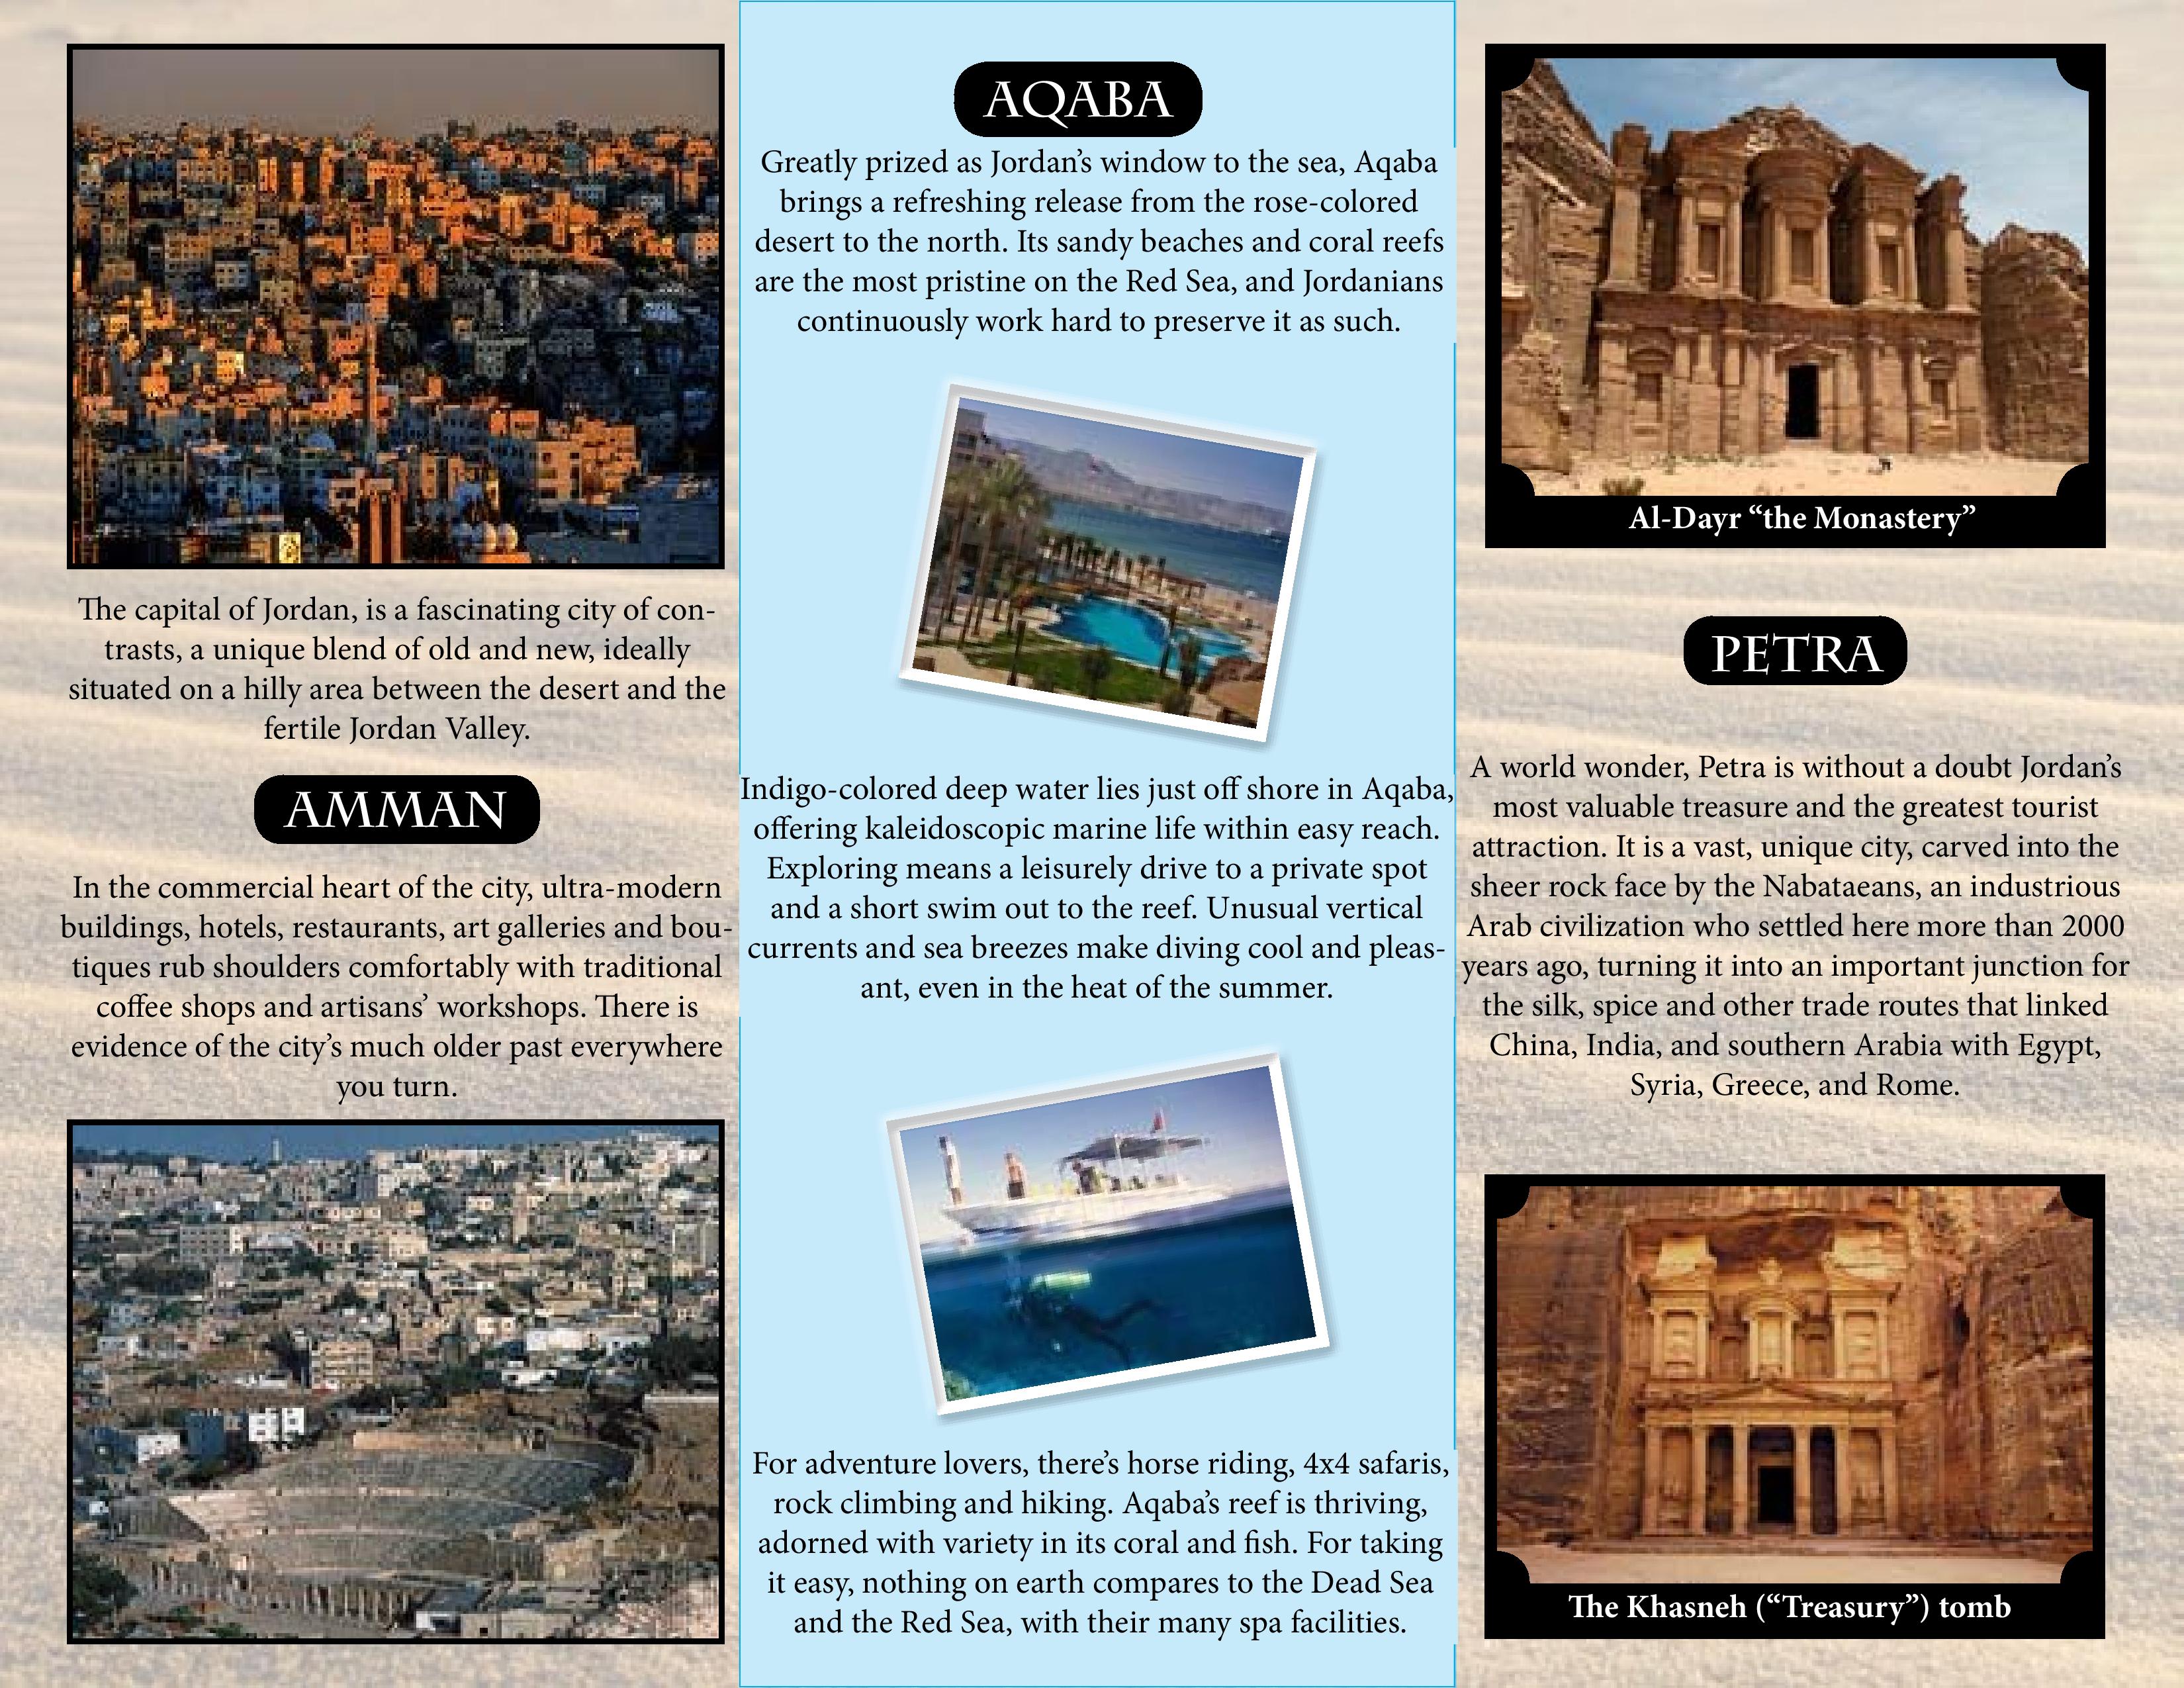 The capital of Jordan, is a fascinating city of con-
trasts, a unique blend of old and new, ideally
situated on a hilly area between the desert and the
fertile Jordan Valley.
AMMAN
In the commercial heart of the city, ultra-modern
buildings, hotels, restaurants, art galleries and bou-
tiques rub shoulders comfortably with traditional
coffee shops and artisans’ workshops. There is
evidence of the city’s much older past everywhere
you turn.
AQABA
Greatly prized as Jordan’s window to the sea, Aqaba
brings a refreshing release from the rose-colored
desert to the north. Its sandy beaches and coral reefs
are the most pristine on the Red Sea, and Jordanians
continuously work hard to preserve it as such.
Indigo-colored deep water lies just off shore in Aqaba,
offering kaleidoscopic marine life within easy reach.
Exploring means a leisurely drive to a private spot
and a short swim out to the reef. Unusual vertical
currents and sea breezes make diving cool and pleas-
ant, even in the heat of the summer.
For adventure lovers, there’s horse riding, 4x4 safaris,
rock climbing and hiking. Aqaba’s reef is thriving,
adorned with variety in its coral and fish. For taking
it easy, nothing on earth compares to the Dead Sea
and the Red Sea, with their many spa facilities.
Al-Dayr “the Monastery”
PETRA
A world wonder, Petra is without a doubt Jordan’s
most valuable treasure and the greatest tourist
attraction. It is a vast, unique city, carved into the
sheer rock face by the Nabataeans, an industrious
Arab civilization who settled here more than 2000
years ago, turning it into an important junction for
the silk, spice and other trade routes that linked
China, India, and southern Arabia with Egypt,
Syria, Greece, and Rome.
The Khasneh (“Treasury”) tomb